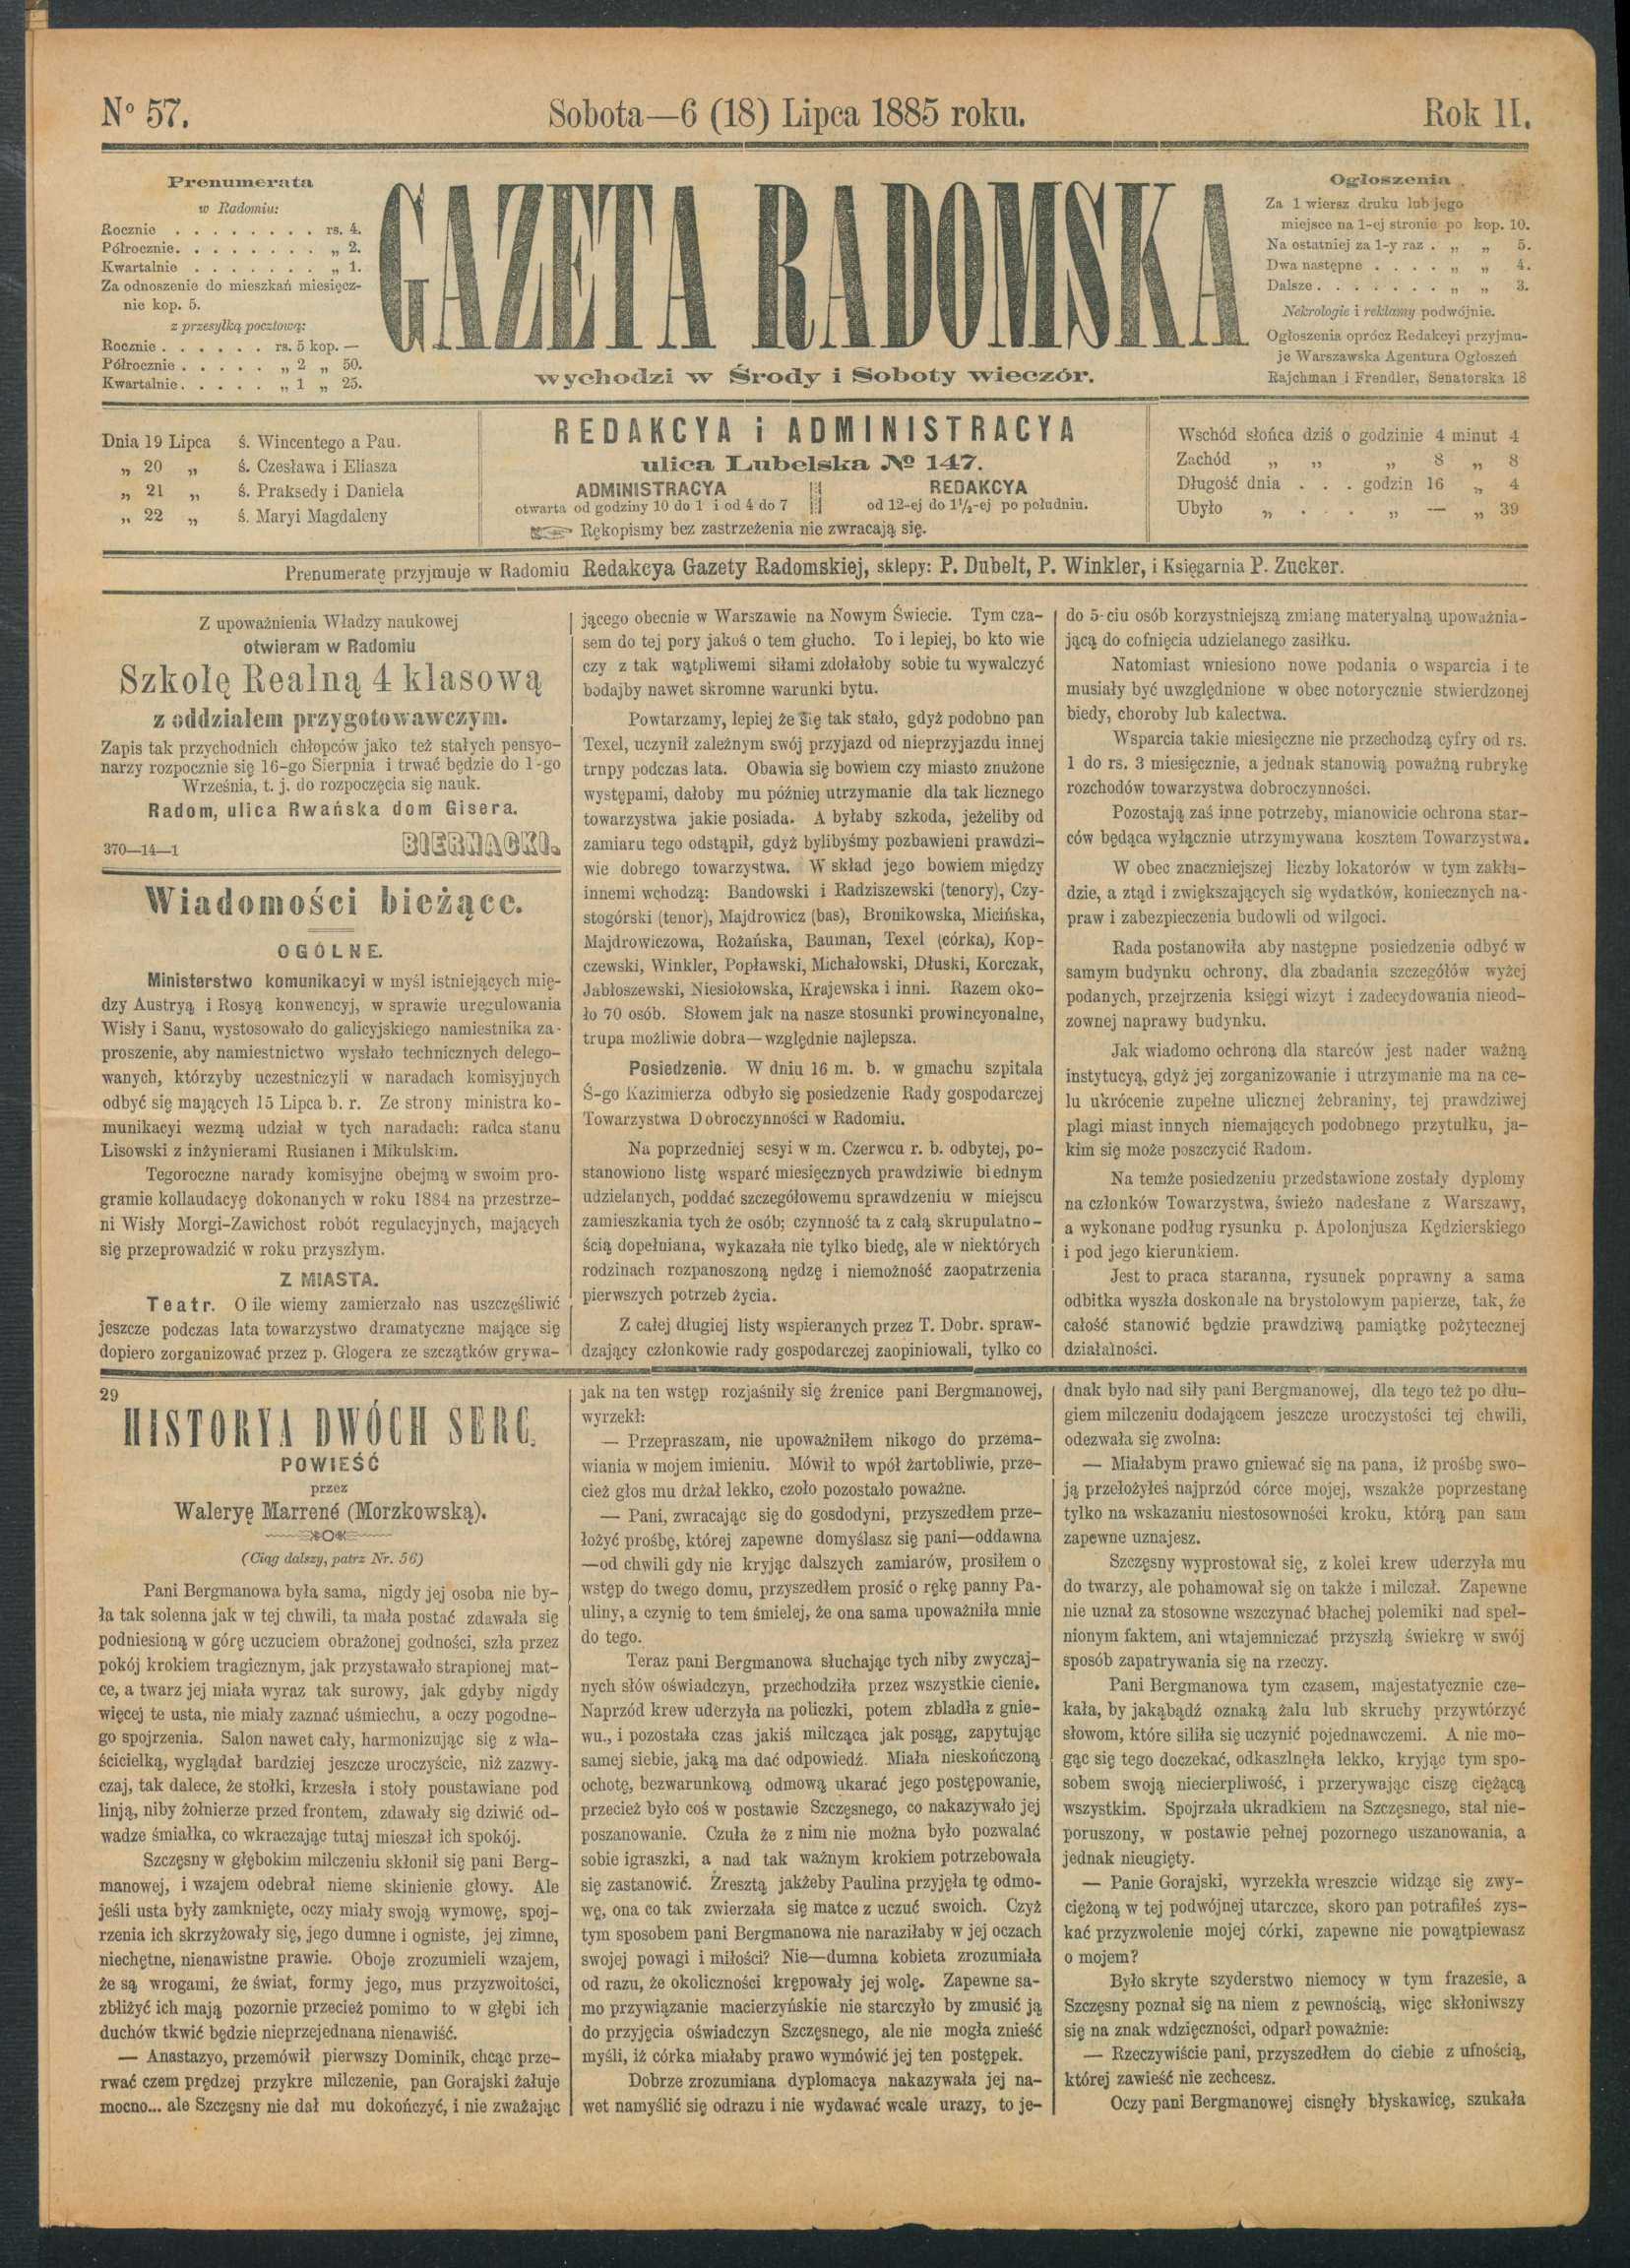 Nº 57.
Sobota—6 (18) Lipca 1885 roku.
Rok II.
Prenumerata
w Radomiu:
Rocznie . . . . . . . . rs. 4.
Półrocznie. . . . . . . . „ 2.
Kwartalnie . . . . . . . „ 1.
Za odnoszenie do mieszkań miesięcz-
nie kop. 5.
z przesyłką pocztową:
Rocznie . . . . . . rs. 5 kop. —
Półrocznie . . . . . „ 2 „ 50.
Kwartalnie. . . . . „ 1 „ 25.
GAZETA RADOMSKA
wychodzi w Środy i Soboty wieczór.
Ogłoszenia
Za 1 wiersz druku lub jego
miejsce na 1-ej stronie po kop. 10.
Na ostatniej za 1-y raz . „ „ 5.
Dwa następne . . . . „ „ 4.
Dalsze . . . . . . . „ „ 3.
Nekrologie i reklamy podwójnie.
Ogłoszenia oprócz Redakcyi przyjmu-
je Warszawska Agentura Ogłoszeń
Rajchman i Frendler, Senatorska 18
Dnia 19 Lipca ś. Wincentego a Pau.
„ 20 „ ś. Czesława i Eliasza
„ 21 „ ś. Praksedy i Daniela
„ 22 „ ś. Maryi Magdaleny
REDAKCYA i ADMINISTRACYA
ulica Lubelska Nº 147.
ADMINISTRACYA
otwarta od godziny 10 do 1 i od 4 do 7
REDAKCYA
od 12-ej do 1½-ej po południu.
Rękopismy bez zastrzeżenia nie zwracają się.
Wschód słońca dziś o godzinie 4 minut 4
Zachód „ „ „ 8 „ 8
Długość dnia . . . godzin 16 „ 4
Ubyło „ . . . „ — „ 39
Prenumeratę przyjmuje w Radomiu Redakcya Gazety Radomskiej, sklepy: P. Dubelt, P. Winkler, i Księgarnia P. Zucker.
Z upoważnienia Władzy naukowej
otwieram w Radomiu
Szkołę Realną 4 klasową
z oddziałem przygotowawczym.
Zapis tak przychodnich chłopców jako też stałych pensyo-
narzy rozpocznie się 16-go Sierpnia i trwać będzie do 1-go
Września, t. j. do rozpoczęcia się nauk.
Radom, ulica Rwańska dom Gisera.
370—14—1
BIERNACKI.
Wiadomości bieżące.
OGÓLNE.
Ministerstwo komunikacyi w myśl istniejących mię-
dzy Austryą i Rosyą konwencyj, w sprawie uregulowania
Wisły i Sanu, wystosowało do galicyjskiego namiestnika za-
proszenie, aby namiestnictwo wysłało technicznych delego-
wanych, którzyby uczestniczyli w naradach komisyjnych
odbyć się mających 15 Lipca b. r. Ze strony ministra ko-
munikacyi wezmą udział w tych naradach: radca stanu
Lisowski z inżynierami Rusianen i Mikulskim.
Tegoroczne narady komisyjne obejmą w swoim pro-
gramie kollaudacyę dokonanych w roku 1884 na przestrze-
ni Wisły Morgi-Zawichost robót regulacyjnych, mających
się przeprowadzić w roku przyszłym.
Z MIASTA.
Teatr. O ile wiemy zamierzało nas uszczęśliwić
jeszcze podczas lata towarzystwo dramatyczne mające się
dopiero zorganizować przez p. Glogera ze szczątków grywa-
jącego obecnie w Warszawie na Nowym Świecie. Tym cza-
sem do tej pory jakoś o tem głucho. To i lepiej, bo kto wie
czy z tak wątpliwemi siłami zdołałoby sobie tu wywalczyć
bodajby nawet skromne warunki bytu.
Powtarzamy, lepiej że się tak stało, gdyż podobno pan
Texel, uczynił zależnym swój przyjazd od nieprzyjazdu innej
trnpy podczas lata. Obawia się bowiem czy miasto znużone
występami, dałoby mu później utrzymanie dla tak licznego
towarzystwa jakie posiada. A byłaby szkoda, jeżeliby od
zamiaru tego odstąpił, gdyż bylibyśmy pozbawieni prawdzi-
wie dobrego towarzystwa. W skład jego bowiem między
innemi wchodzą: Bandowski i Radziszewski (tenory), Czy-
stogórski (tenor), Majdrowicz (bas), Bronikowska, Micińska,
Majdrowiczowa, Rożańska, Bauman, Texel (córka), Kop-
czewski, Winkler, Popławski, Michałowski, Dłuski, Korczak,
Jabłoszewski, Niesiołowska, Krajewska i inni. Razem oko-
ło 70 osób. Słowem jak na nasze stosunki prowincyonalne,
trupa możliwie dobra—względnie najlepsza.
Posiedzenie. W dniu 16 m. b. w gmachu szpitala
Ś-go Kazimierza odbyło się posiedzenie Rady gospodarczej
Towarzystwa Dobroczynności w Radomiu.
Na poprzedniej sesyi w m. Czerwcu r. b. odbytej, po-
stanowiono listę wsparć miesięcznych prawdziwie biednym
udzielanych, poddać szczegółowemu sprawdzeniu w miejscu
zamieszkania tych że osób; czynność ta z całą skrupulatno-
ścią dopełniana, wykazała nie tylko biedę, ale w niektórych
rodzinach rozpanoszoną nędzę i niemożność zaopatrzenia
pierwszych potrzeb życia.
Z całej długiej listy wspieranych przez T. Dobr. spraw-
dzający członkowie rady gospodarczej zaopiniowali, tylko co
do 5-ciu osób korzystniejszą zmianę materyalną upoważnia-
jącą do cofnięcia udzielanego zasiłku.
Natomiast wniesiono nowe podania o wsparcia i te
musiały być uwzględnione w obec notorycznie stwierdzonej
biedy, choroby lub kalectwa.
Wsparcia takie miesięczne nie przechodzą cyfry od rs.
1 do rs. 3 miesięcznie, a jednak stanowią poważną rubrykę
rozchodów towarzystwa dobroczynności.
Pozostają zaś inne potrzeby, mianowicie ochrona star-
ców będąca wyłącznie utrzymywana kosztem Towarzystwa.
W obec znaczniejszej liczby lokatorów w tym zakła-
dzie, a ztąd i zwiększających się wydatków, koniecznych na-
praw i zabezpieczenia budowli od wilgoci.
Rada postanowiła aby następne posiedzenie odbyć w
samym budynku ochrony, dla zbadania szczegółów wyżej
podanych, przejrzenia księgi wizyt i zadecydowania nieod-
zownej naprawy budynku.
Jak wiadomo ochrona dla starców jest nader ważną
instytucyą, gdyż jej zorganizowanie i utrzymanie ma na ce-
lu ukrócenie zupełne ulicznej żebraniny, tej prawdziwej
plagi miast innych niemających podobnego przytułku, ja-
kim się może poszczycić Radom.
Na temże posiedzeniu przedstawione zostały dyplomy
na członków Towarzystwa, świeżo nadesłane z Warszawy,
a wykonane podług rysunku p. Apolonjusza Kędzierskiego
i pod jego kierunkiem.
Jest to praca staranna, rysunek poprawny a sama
odbitka wyszła doskonale na brystolowym papierze, tak, że
całość stanowić będzie prawdziwą pamiątkę pożytecznej
działalności.
29
HISTORYA DWÓCH SERC.
POWIEŚĆ
przez
Waleryę Marrené (Morzkowską).
(Ciąg dalszy, patrz Nr. 56)
Pani Bergmanowa była sama, nigdy jej osoba nie by-
ła tak solenna jak w tej chwili, ta mała postać zdawała się
podniesioną w górę uczuciem obrażonej godności, szła przez
pokój krokiem tragicznym, jak przystawało strapionej mat-
ce, a twarz jej miała wyraz tak surowy, jak gdyby nigdy
więcej te usta, nie miały zaznać uśmiechu, a oczy pogodne-
go spojrzenia. Salon nawet cały, harmonizując się z wła-
ścicielką, wyglądał bardziej jeszcze uroczyście, niż zazwy-
czaj, tak dalece, że stołki, krzesła i stoły poustawiane pod
linją, niby żołnierze przed frontem, zdawały się dziwić od-
wadze śmiałka, co wkraczając tutaj mieszał ich spokój.
Szczęsny w głębokim milczeniu skłonił się pani Berg-
manowej, i wzajem odebrał nieme skinienie głowy. Ale
jeśli usta były zamknięte, oczy miały swoją wymowę, spoj-
rzenia ich skrzyżowały się, jego dumne i ogniste, jej zimne,
niechętne, nienawistne prawie. Oboje zrozumieli wzajem,
że są wrogami, że świat, formy jego, mus przyzwoitości,
zbliżyć ich mają pozornie przecież pomimo to w głębi ich
duchów tkwić będzie nieprzejednana nienawiść.
— Anastazyo, przemówił pierwszy Dominik, chcąc prze-
rwać czem prędzej przykre milczenie, pan Gorajski żałuje
mocno... ale Szczęsny nie dał mu dokończyć, i nie zważając
jak na ten wstęp rozjaśniły się źrenice pani Bergmanowej,
wyrzekł:
— Przepraszam, nie upoważniłem nikogo do przema-
wiania w mojem imieniu. Mówił to wpół żartobliwie, prze-
cież głos mu drżał lekko, czoło pozostało poważne.
— Pani, zwracając się do gosdodyni, przyszedłem prze-
łożyć prośbę, której zapewne domyślasz się pani—oddawna
—od chwili gdy nie kryjąc dalszych zamiarów, prosiłem o
wstęp do twego domu, przyszedłem prosić o rękę panny Pa-
uliny, a czynię to tem śmielej, że ona sama upoważniła mnie
do tego.
Teraz pani Bergmanowa słuchając tych niby zwyczaj-
nych słów oświadczyn, przechodziła przez wszystkie cienie.
Naprzód krew uderzyła na policzki, potem zbladła z gnie-
wu., i pozostała czas jakiś milcząca jak posąg, zapytując
samej siebie, jaką ma dać odpowiedź. Miała nieskończoną
ochotę, bezwarunkową odmową ukarać jego postępowanie,
przecież było coś w postawie Szczęsnego, co nakazywało jej
poszanowanie. Czuła że z nim nie można było pozwalać
sobie igraszki, a nad tak ważnym krokiem potrzebowała
się zastanowić. Zresztą jakżeby Paulina przyjęła tę odmo-
wę, ona co tak zwierzała się matce z uczuć swoich. Czyż
tym sposobem pani Bergmanowa nie naraziłaby w jej oczach
swojej powagi i miłości? Nie—dumna kobieta zrozumiała
od razu, że okoliczności krępowały jej wolę. Zapewne sa-
mo przywiązanie macierzyńskie nie starczyło by zmusić ją
do przyjęcia oświadczyn Szczęsnego, ale nie mogła znieść
myśli, iż córka miałaby prawo wymówić jej ten postępek.
Dobrze zrozumiana dyplomacya nakazywała jej na-
wet namyślić się odrazu i nie wydawać wcale urazy, to je-
dnak było nad siły pani Bergmanowej, dla tego też po dłu-
giem milczeniu dodającem jeszcze uroczystości tej chwili,
odezwała się zwolna:
— Miałabym prawo gniewać się na pana, iż prośbę swo-
ją przełożyłeś najprzód córce mojej, wszakże poprzestanę
tylko na wskazaniu niestosowności kroku, którą pan sam
zapewne uznajesz.
Szczęsny wyprostował się, z kolei krew uderzyła mu
do twarzy, ale pohamował się on także i milczał. Zapewne
nie uznał za stosowne wszczynać błachej polemiki nad speł-
nionym faktem, ani wtajemniczać przyszłą świekrę w swój
sposób zapatrywania się na rzeczy.
Pani Bergmanowa tym czasem, majestatycznie cze-
kała, by jakąbądź oznaką żalu lub skruchy przywtórzyć
słowom, które siliła się uczynić pojednawczemi. A nie mo-
gąc się tego doczekać, odkaszlnęła lekko, kryjąc tym spo-
sobem swoją niecierpliwość, i przerywając ciszę ciężącą
wszystkim. Spojrzała ukradkiem na Szczęsnego, stał nie-
poruszony, w postawie pełnej pozornego uszanowania, a
jednak nieugięty.
— Panie Gorajski, wyrzekła wreszcie widząc się zwy-
ciężoną w tej podwójnej utarczce, skoro pan potrafiłeś zys-
kać przyzwolenie mojej córki, zapewne nie powątpiewasz
o mojem?
Było skryte szyderstwo niemocy w tym frazesie, a
Szczęsny poznał się na niem z pewnością, więc skłoniwszy
się na znak wdzięczności, odparł poważnie:
— Rzeczywiście pani, przyszedłem do ciebie z ufnością,
której zawieść nie zechcesz.
Oczy pani Bergmanowej cisnęły błyskawicę, szukała